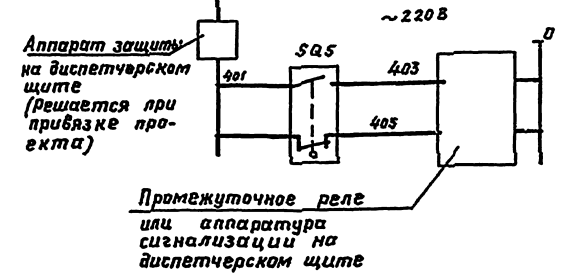 ~220В
0
Аппарат защиты
на диспетчерском
щите
(Решается при
привязке про-
екта)
SQ5
401
403
405
Промежуточное реле
или аппаратура
сигнализации на
диспетчерском щите